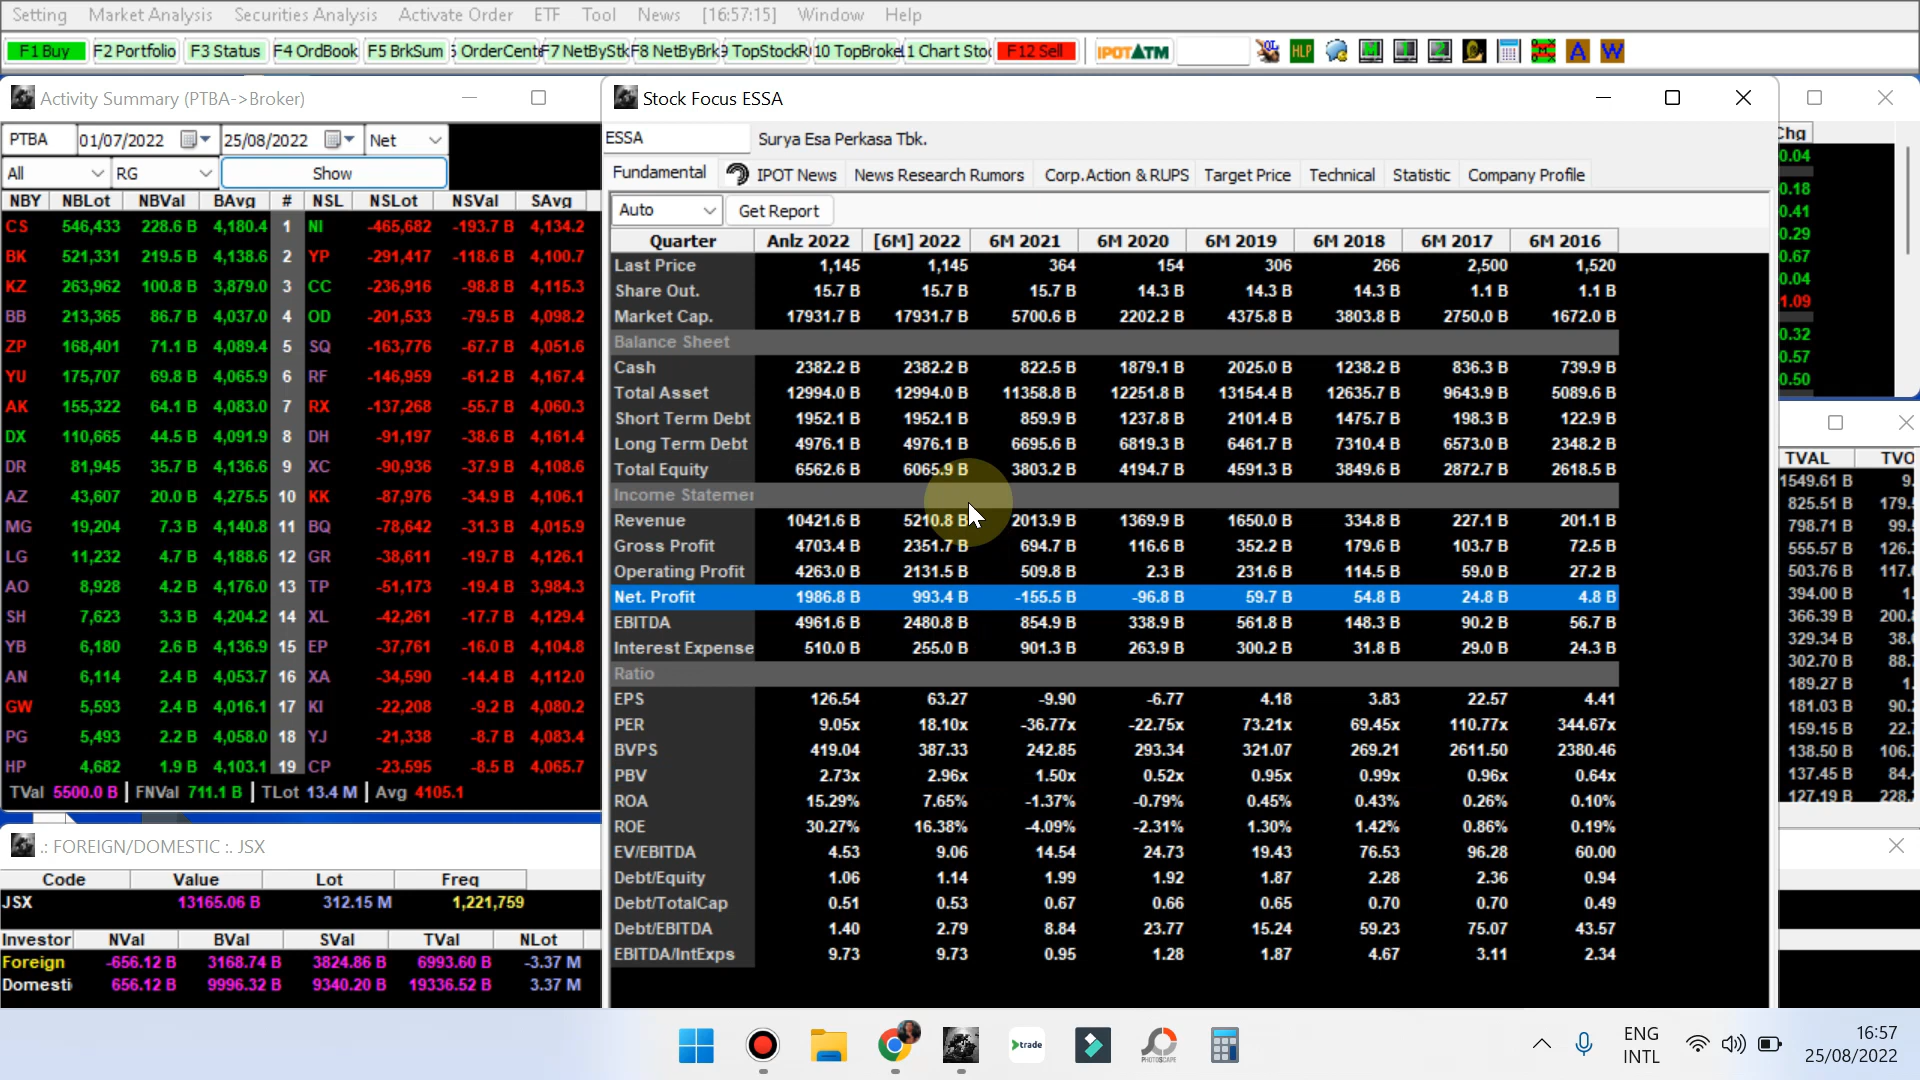 Setting Market Analysis Securities Analysis Activate Order ETF Tool News [16:57:15] Window Help
F1 Buy F2 Portfolio F3 Status F4 OrdBook F5 BrkSum OrderCent F7 NetByStk F8 NetByBrk TopStockR 10 TopBroke 1 Chart Sto F12 Sell IPOTATM HLP A W
Activity Summary (PTBA->Broker)
PTBA 01/07/2022 25/08/2022 Net
All RG Show
NBY NBLot NBVal BAvg # NSL NSLot NSVal SAvg
CS 546,433 228.6 B 4,180.4 1 NI -465,682 -193.7 B 4,134.2
BK 521,331 219.5 B 4,138.6 2 YP -291,417 -118.6 B 4,100.7
KZ 263,962 100.8 B 3,879.0 3 CC -236,916 -98.8 B 4,115.3
BB 213,365 86.7 B 4,037.0 4 OD -201,533 -79.5 B 4,098.2
ZP 168,401 71.1 B 4,089.4 5 SQ -163,776 -67.7 B 4,051.6
YU 175,707 69.8 B 4,065.9 6 RF -146,959 -61.2 B 4,167.4
AK 155,322 64.1 B 4,083.0 7 RX -137,268 -55.7 B 4,060.3
DX 110,665 44.5 B 4,091.9 8 DH -91,197 -38.6 B 4,161.4
DR 81,945 35.7 B 4,136.6 9 XC -90,936 -37.9 B 4,108.6
AZ 43,607 20.0 B 4,275.5 10 KK -87,976 -34.9 B 4,106.1
MG 19,204 7.3 B 4,140.8 11 BQ -78,642 -31.3 B 4,015.9
LG 11,232 4.7 B 4,188.6 12 GR -38,611 -19.7 B 4,126.1
AO 8,928 4.2 B 4,176.0 13 TP -51,173 -19.4 B 3,984.3
SH 7,623 3.3 B 4,204.2 14 XL -42,261 -17.7 B 4,129.4
YB 6,180 2.6 B 4,136.9 15 EP -37,761 -16.0 B 4,104.8
AN 6,114 2.4 B 4,053.7 16 XA -34,590 -14.4 B 4,112.0
GW 5,593 2.4 B 4,016.1 17 KI -22,208 -9.2 B 4,080.2
PG 5,493 2.2 B 4,058.0 18 YJ -21,338 -8.7 B 4,083.4
HP 4,682 1.9 B 4,103.1 19 CP -23,595 -8.5 B 4,065.7
TVal 5500.0 B | FNVal 711.1 B | TLot 13.4 M | Avg 4105.1
.: FOREIGN/DOMESTIC :. JSX
Code Value Lot Freq
JSX 13165.06 B 312.15 M 1,221,759
Investor NVal BVal SVal TVal NLot
Foreign -656.12 B 3168.74 B 3824.86 B 6993.60 B -3.37 M
Domesti 656.12 B 9996.32 B 9340.20 B 19336.52 B 3.37 M
Stock Focus ESSA
ESSA Surya Esa Perkasa Tbk.
Fundamental IPOT News News Research Rumors Corp.Action & RUPS Target Price Technical Statistic Company Profile
Auto Get Report
Quarter Anlz 2022 [6M] 2022 6M 2021 6M 2020 6M 2019 6M 2018 6M 2017 6M 2016
Last Price 1,145 1,145 364 154 306 266 2,500 1,520
Share Out. 15.7 B 15.7 B 15.7 B 14.3 B 14.3 B 14.3 B 1.1 B 1.1 B
Market Cap. 17931.7 B 17931.7 B 5700.6 B 2202.2 B 4375.8 B 3803.8 B 2750.0 B 1672.0 B
Balance Sheet
Cash 2382.2 B 2382.2 B 822.5 B 1879.1 B 2025.0 B 1238.2 B 836.3 B 739.9 B
Total Asset 12994.0 B 12994.0 B 11358.8 B 12251.8 B 13154.4 B 12635.7 B 9643.9 B 5089.6 B
Short Term Debt 1952.1 B 1952.1 B 859.9 B 1237.8 B 2101.4 B 1475.7 B 198.3 B 122.9 B
Long Term Debt 4976.1 B 4976.1 B 6695.6 B 6819.3 B 6461.7 B 7310.4 B 6573.0 B 2348.2 B
Total Equity 6562.6 B 6065.9 B 3803.2 B 4194.7 B 4591.3 B 3849.6 B 2872.7 B 2618.5 B
Income Statemen
Revenue 10421.6 B 5210.8 B 2013.9 B 1369.9 B 1650.0 B 334.8 B 227.1 B 201.1 B
Gross Profit 4703.4 B 2351.7 B 694.7 B 116.6 B 352.2 B 179.6 B 103.7 B 72.5 B
Operating Profit 4263.0 B 2131.5 B 509.8 B 2.3 B 231.6 B 114.5 B 59.0 B 27.2 B
Net. Profit 1986.8 B 993.4 B -155.5 B -96.8 B 59.7 B 54.8 B 24.8 B 4.8 B
EBITDA 4961.6 B 2480.8 B 854.9 B 338.9 B 561.8 B 148.3 B 90.2 B 56.7 B
Interest Expense 510.0 B 255.0 B 901.3 B 263.9 B 300.2 B 31.8 B 29.0 B 24.3 B
Ratio
EPS 126.54 63.27 -9.90 -6.77 4.18 3.83 22.57 4.41
PER 9.05x 18.10x -36.77x -22.75x 73.21x 69.45x 110.77x 344.67x
BVPS 419.04 387.33 242.85 293.34 321.07 269.21 2611.50 2380.46
PBV 2.73x 2.96x 1.50x 0.52x 0.95x 0.99x 0.96x 0.64x
ROA 15.29% 7.65% -1.37% -0.79% 0.45% 0.43% 0.26% 0.10%
ROE 30.27% 16.38% -4.09% -2.31% 1.30% 1.42% 0.86% 0.19%
EV/EBITDA 4.53 9.06 14.54 24.73 19.43 76.53 96.28 60.00
Debt/Equity 1.06 1.14 1.99 1.92 1.87 2.28 2.36 0.94
Debt/TotalCap 0.51 0.53 0.67 0.66 0.65 0.70 0.70 0.49
Debt/EBITDA 1.40 2.79 8.84 23.77 15.24 59.23 75.07 43.57
EBITDA/IntExps 9.73 9.73 0.95 1.28 1.87 4.67 3.11 2.34
Chg
0.04
0.18
0.41
0.29
0.67
0.04
1.09
0.32
0.57
0.50
TVAL TVO
1549.61 B 9.
825.51 B 179.
798.71 B 99.
555.57 B 126.
503.76 B 117.
394.00 B 1.
366.39 B 200.
329.34 B 38.
302.70 B 88.
189.27 B 1.
181.03 B 90.
159.15 B 22.
138.50 B 106.
137.45 B 84.
127.19 B 228.
trade PHOTOSCAPE
ENG
INTL
16:57
25/08/2022